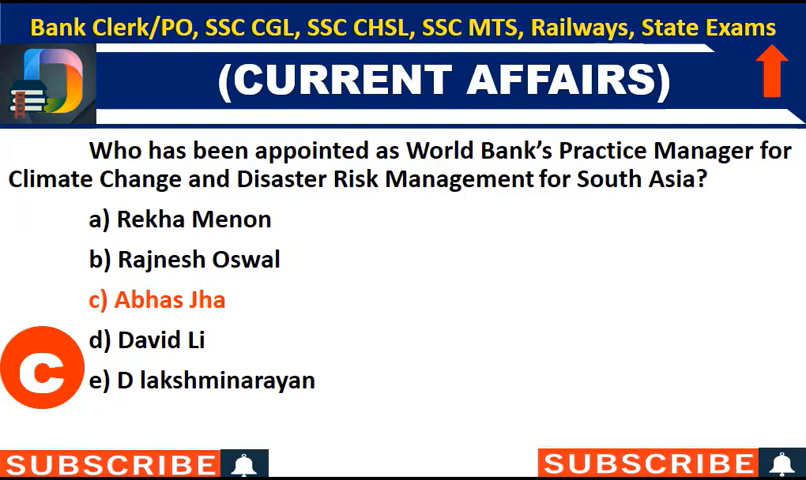 Bank Clerk/PO, SSC CGL, SSC CHSL, SSC MTS, Railways, State Exams
(CURRENT AFFAIRS)
Who has been appointed as World Bank's Practice Manager for
Climate Change and Disaster Risk Management for South Asia?
a) Rekha Menon
b) Rajnesh Oswal
c) Abhas Jha
d) David Li
e) D lakshminarayan
C
SUBSCRIBE
SUBSCRIBE